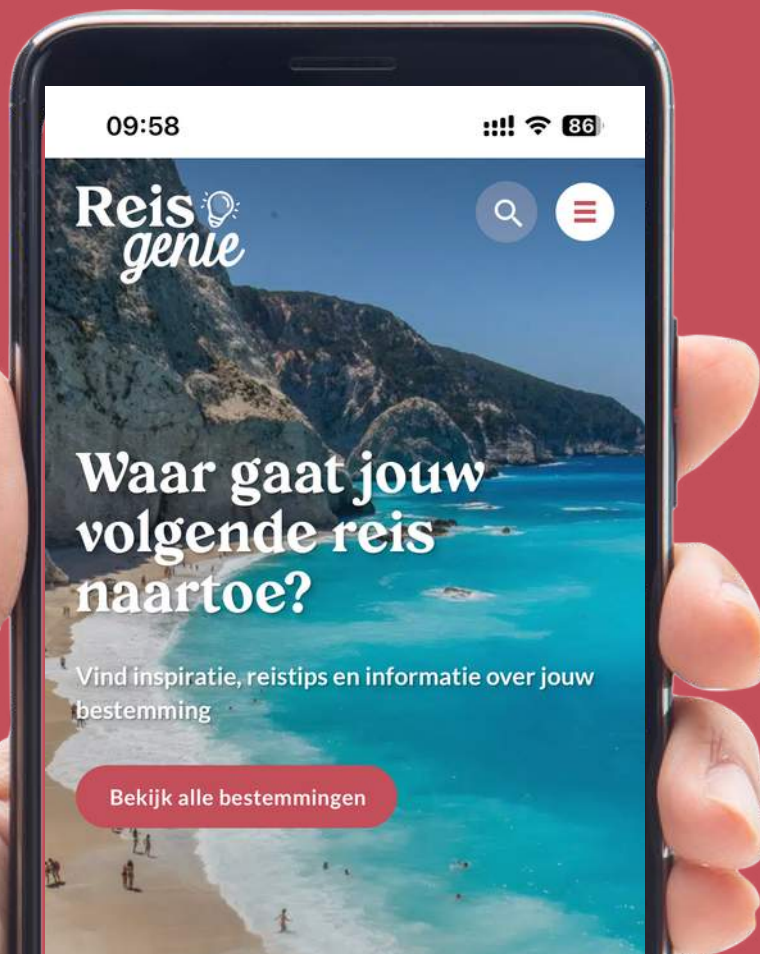 09:58
86
Reis
genie
Waar gaat jouw
volgende reis
naartoe?
Vind inspiratie, reistips en informatie over jouw
bestemming
Bekijk alle bestemmingen